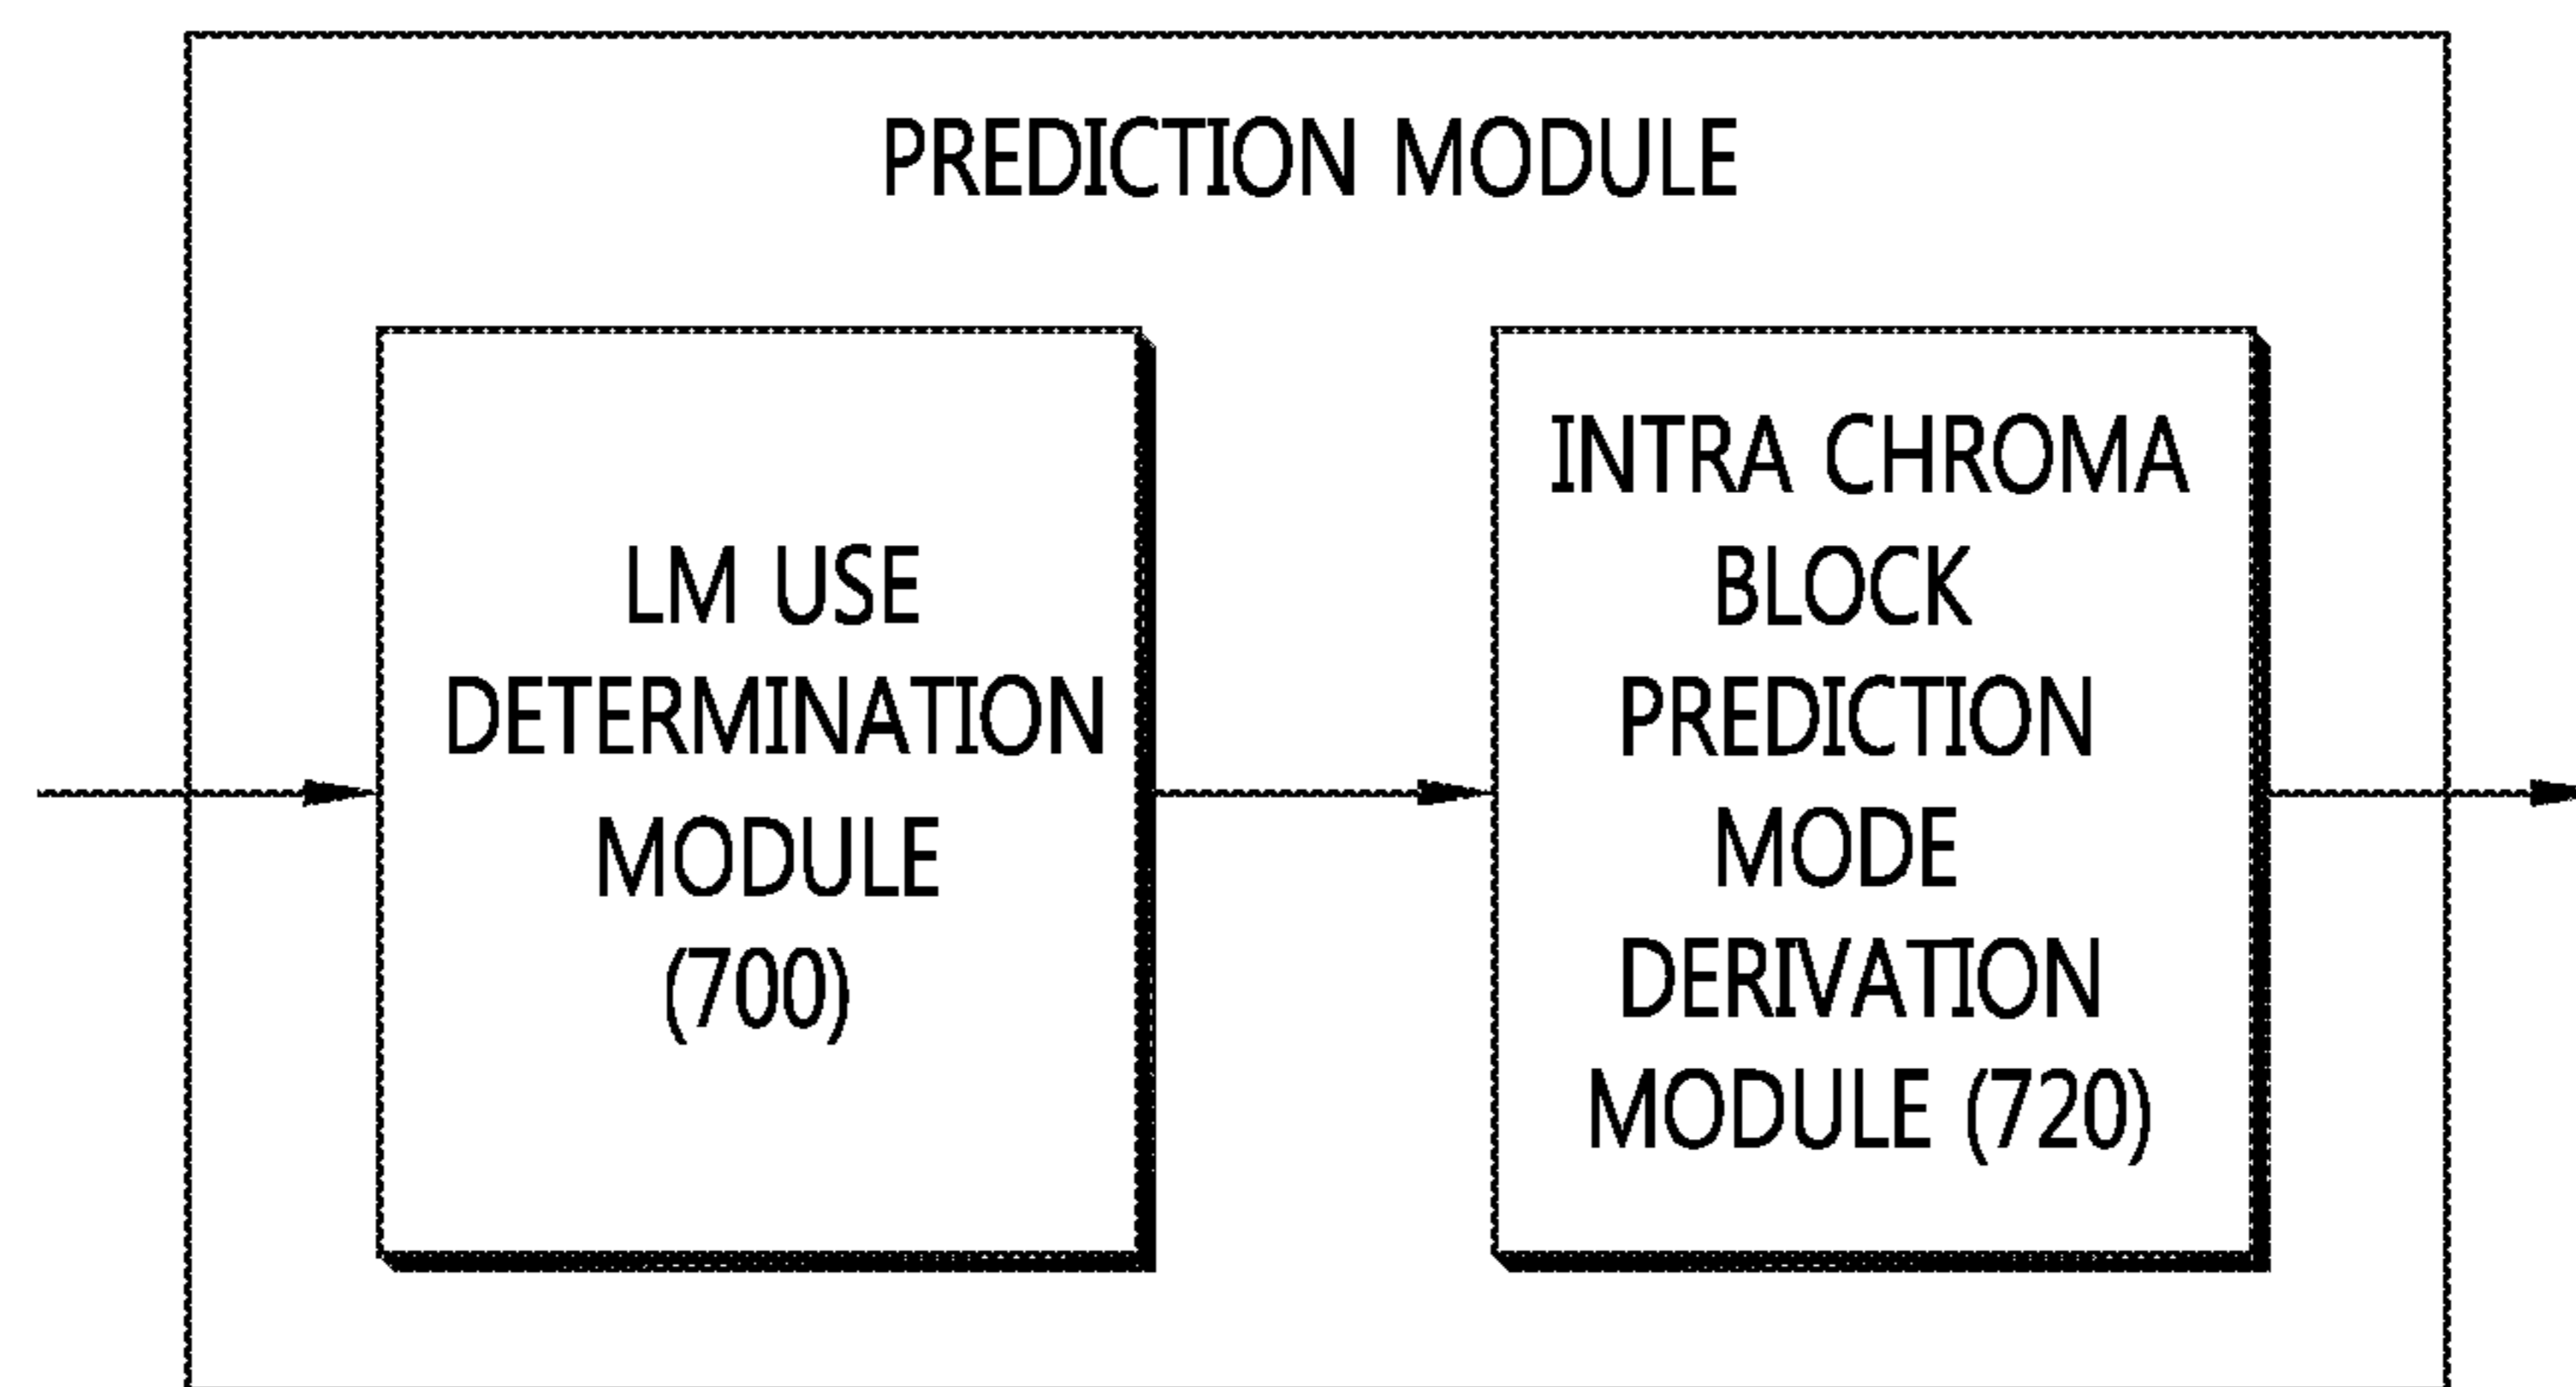 PREDICTION MODULE
LM USE
DETERMINATION
MODULE
(700)
INTRA CHROMA
BLOCK
PREDICTION
MODE
DERIVATION
MODULE (720)